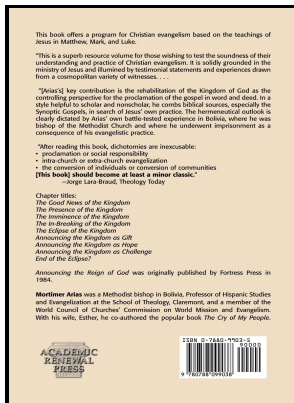 This book offers a program for Christian evangelism based on the teachings of
Jesus in Matthew, Mark, and Luke.
"This is a superb resource volume for those wishing to test the soundness of their
understanding and practice of Christian evangelism. It is solidly grounded in the
ministry of Jesus and illumined by testimonial statements and experiences drawn
from a cosmopolitan variety of witnesses. . . .
"[Arias's] key contribution is the rehabilitation of the Kingdom of God as the
controlling perspective for the proclamation of the gospel in word and deed. In a
style helpful to scholar and nonscholar, he combs biblical sources, especially the
Synoptic Gospels, in search of Jesus' own practice. The hermeneutical outlook is
clearly dictated by Arias' own battle-tested experience in Bolivia, where he was
bishop of the Methodist Church and where he underwent imprisonment as a
consequence of his evangelistic practice.
"After reading this book, dichotomies are inexcusable:
• proclamation or social responsibility
• intra-church or extra-church evangelization
• the conversion of individuals or conversion of communities
[This book] should become at least a minor classic."
—Jorge Lara-Braud, Theology Today
Chapter titles:
The Good News of the Kingdom
The Presence of the Kingdom
The Imminence of the Kingdom
The In-Breaking of the Kingdom
The Eclipse of the Kingdom
Announcing the Kingdom as Gift
Announcing the Kingdom as Hope
Announcing the Kingdom as Challenge
End of the Eclipse?
Announcing the Reign of God was originally published by Fortress Press in
1984.
Mortimer Arias was a Methodist bishop in Bolivia, Professor of Hispanic Studies
and Evangelization at the School of Theology, Claremont, and a member of the
World Council of Churches' Commission on World Mission and Evangelism.
With his wife, Esther, he co-authored the popular book The Cry of My People.
ACADEMIC
RENEWAL
PRESS
ISBN 0-7880-9903-5
90000
9 780788 099038